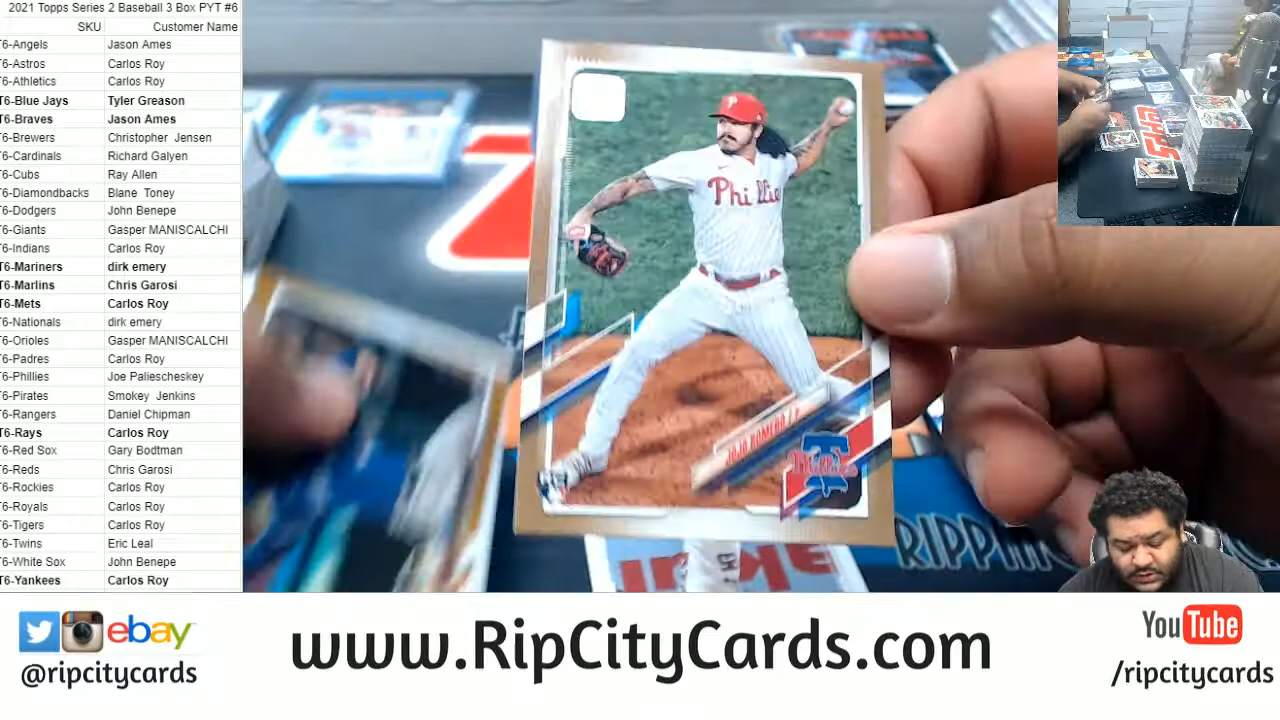 2021 Topps Series 2 Baseball 3 Box PYT #6
SKU Customer Name
T6-Angels Jason Ames
T6-Astros Carlos Roy
T6-Athletics Carlos Roy
T6-Blue Jays Tyler Greason
T6-Braves Jason Ames
T6-Brewers Christopher Jensen
T6-Cardinals Richard Galyen
T6-Cubs Ray Allen
T6-Diamondbacks Blane Toney
T6-Dodgers John Benepe
T6-Giants Gasper MANISCALCHI
T6-Indians Carlos Roy
T6-Mariners dirk emery
T6-Marlins Chris Garosi
T6-Mets Carlos Roy
T6-Nationals dirk emery
T6-Orioles Gasper MANISCALCHI
T6-Padres Carlos Roy
T6-Phillies Joe Paliescheskey
T6-Pirates Smokey Jenkins
T6-Rangers Daniel Chipman
T6-Rays Carlos Roy
T6-Red Sox Gary Bodtman
T6-Reds Chris Garosi
T6-Rockies Carlos Roy
T6-Royals Carlos Roy
T6-Tigers Carlos Roy
T6-Twins Eric Leal
T6-White Sox John Benepe
T6-Yankees Carlos Roy
Phillies
JOJO ROMERO
RIPPIN
ebay
@ripcitycards
www.RipCityCards.com
YouTube
/ripcitycards